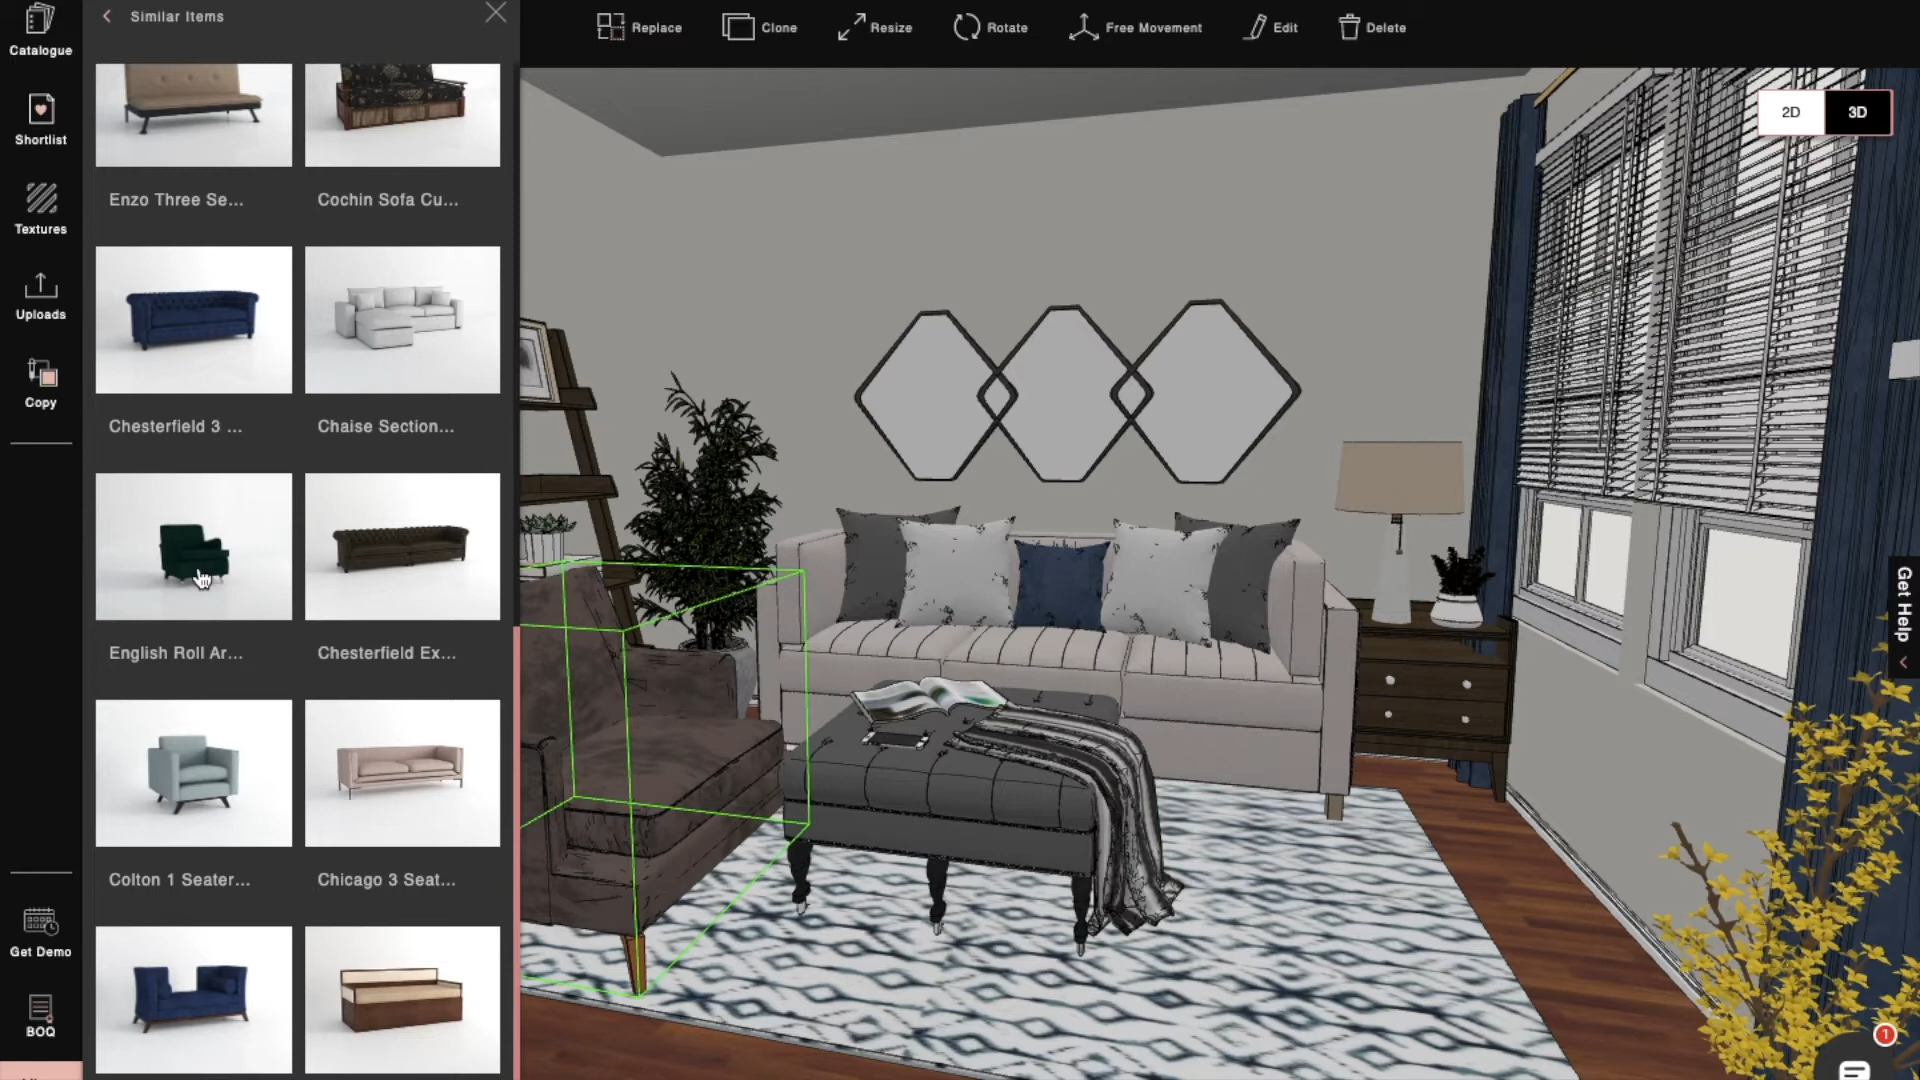 Similar Items
Replace
Clone
Resize
Rotate
Free Movement
Edit
Delete
Catalogue
Shortlist
Textures
Uploads
Copy
Get Demo
BOQ
Enzo Three Se...
Cochin Sofa Cu...
Chesterfield 3 ...
Chaise Section...
English Roll Ar...
Chesterfield Ex...
Colton 1 Seater...
Chicago 3 Seat...
2D
3D
Get Help
1